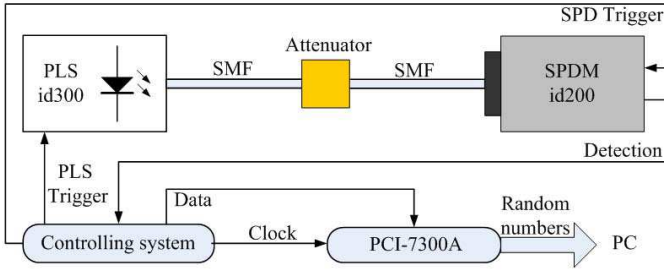 SPD Trigger
PLS
id300
SMF
Attenuator
SMF
SPDM
id200
PLS
Trigger
Detection
Data
Controlling system
Clock
PCI-7300A
Random
numbers
PC